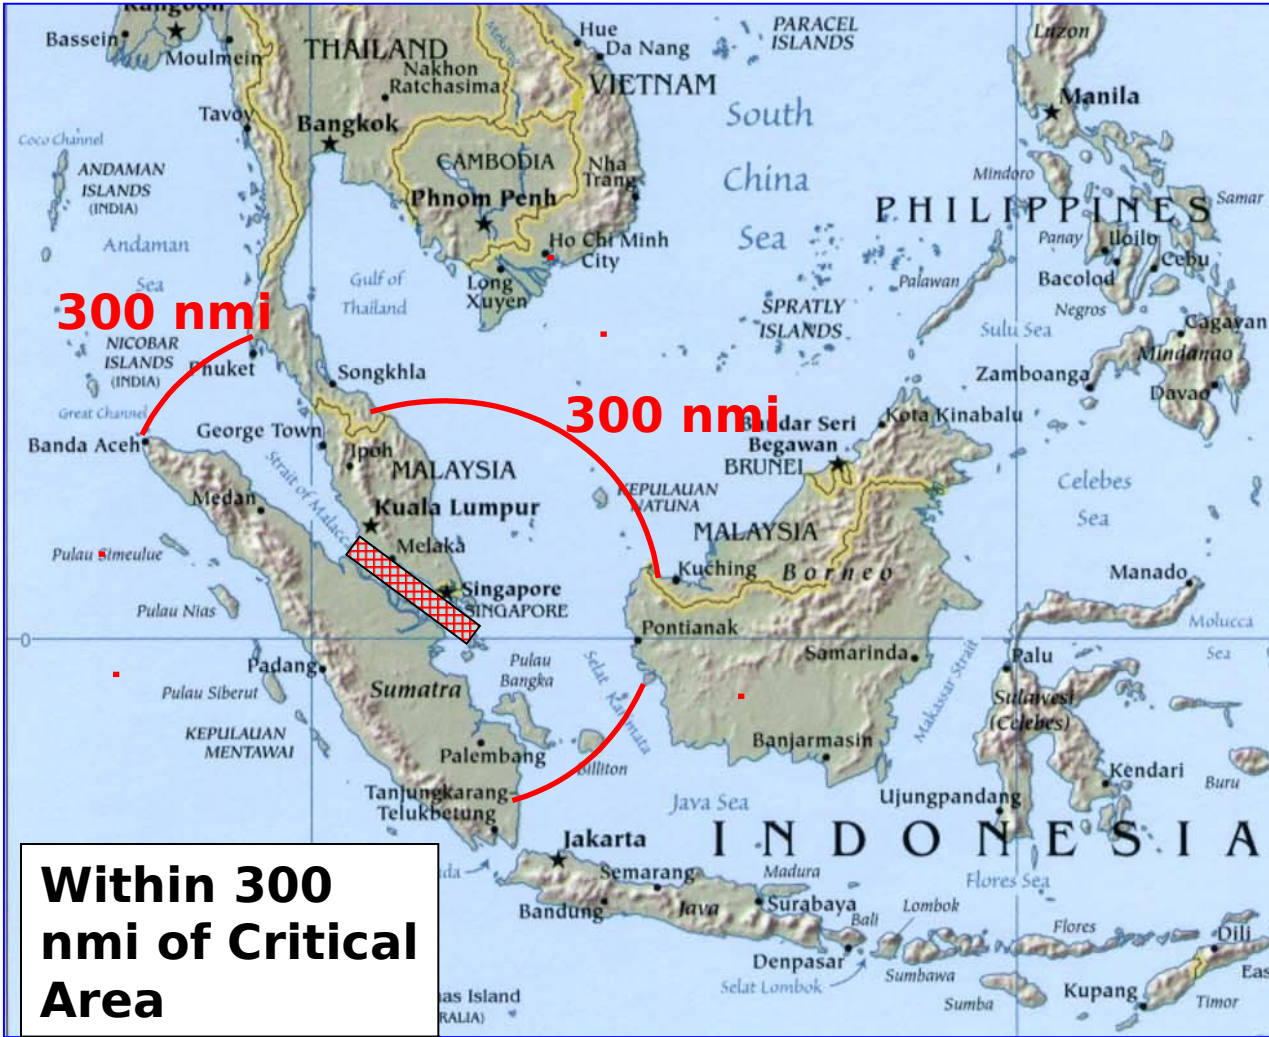 Rangoon
Bassein
Moulmein
THAILAND
Nakhon
Ratchasima
Mekong
Hue
Da Nang
VIETNAM
PARACEL
ISLANDS
Luzon
Manila
Tavoy
Bangkok
South
China
Sea
Coco Channel
CAMBODIA
Phnom Penh
Nha
Trang
ANDAMAN
ISLANDS
(INDIA)
Mindoro
Samar
PHILIPPINES
Andaman
Sea
Gulf of
Thailand
Ho Chi Minh
City
Long
Xuyen
Panay
Iloilo
Cebu
Bacolod
Negros
Palawan
300 nmi
SPRATLY
ISLANDS
Sulu Sea
Cagayan
Mindanao
NICOBAR
ISLANDS
(INDIA)
Phuket
Songkhla
Zamboanga
Davao
Great Channel
300 nmi
Bandar Seri
Begawan
Kota Kinabalu
Banda Aceh
George Town
Ipoh
MALAYSIA
BRUNEI
Strait of Malacca
Medan
Kuala Lumpur
KEPULAUAN
NATUNA
MALAYSIA
Celebes
Sea
Pulau Simeulue
Melaka
Kuching
Borneo
Manado
Singapore
SINGAPORE
Pulau Nias
0
Pontianak
Molucca
Sea
Padang
Pulau
Bangka
Selat Karimata
Samarinda
Makassar Strait
Palu
Pulau Siberut
Sumatra
Sulawesi
(Celebes)
KEPULAUAN
MENTAWAI
Palembang
Billiton
Banjarmasin
Kendari
Buru
Tanjungkarang-
Telukbetung
Java Sea
Ujungpandang
INDONESIA
Jakarta
Semarang
Madura
Flores Sea
Bandung
Java
Surabaya
Bali
Lombok
Flores
Dili
Denpasar
Selat Lombok
Sumbawa
Sumba
Kupang
Timor
Eas
nda
as Island
RALIA)
Within 300
nmi of Critical
Area